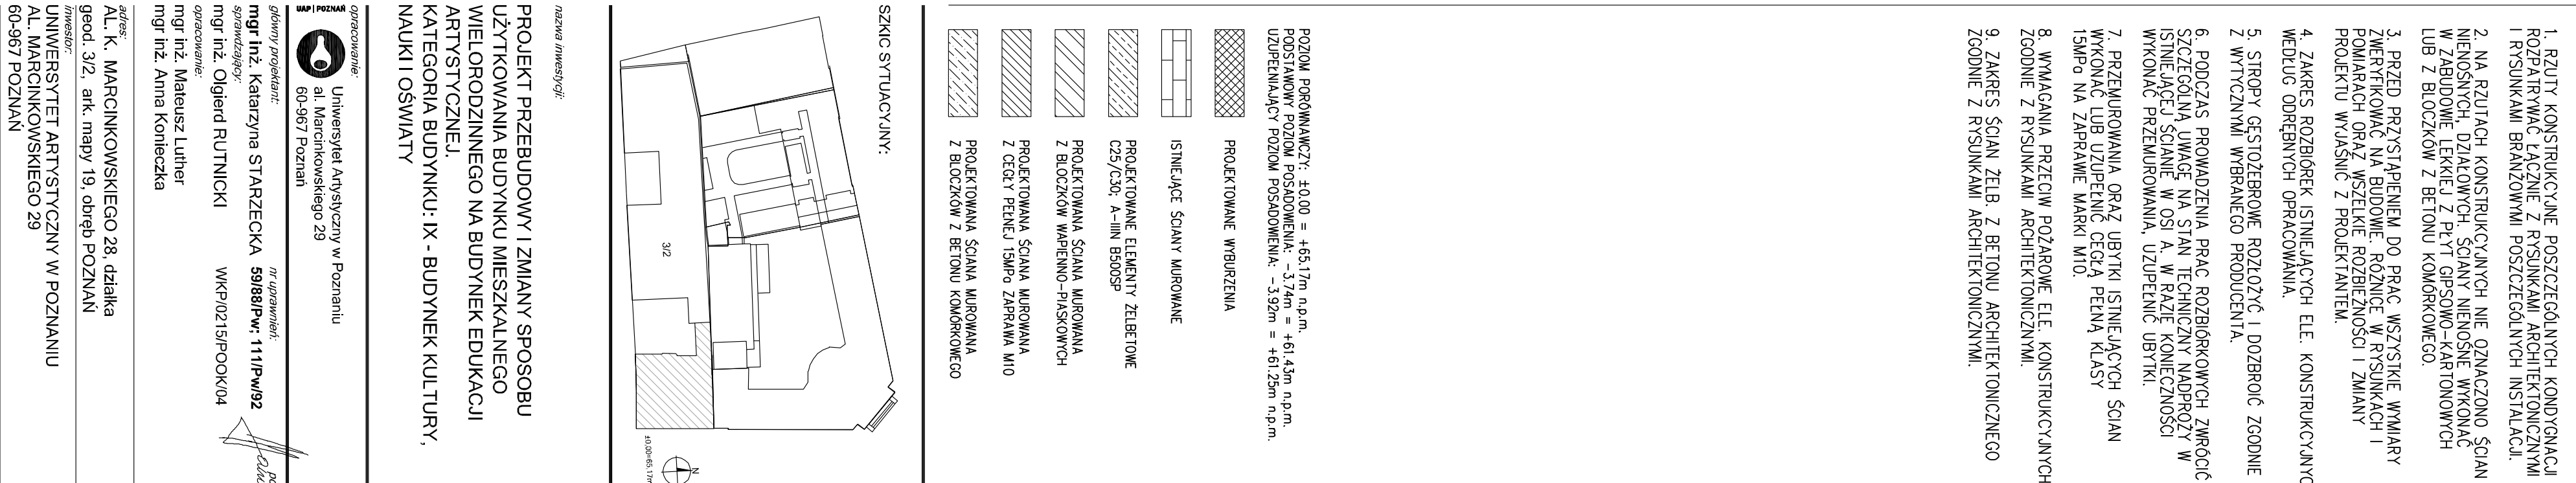 1. RZUTY KONSTRUKCYJNE POSZCZEGÓLNYCH KONDYGNACJI
ROZPATRYWAĆ ŁĄCZNIE Z RYSUNKAMI ARCHITEKTONICZNYMI
I RYSUNKAMI BRANŻOWYMI POSZCZEGÓLNYCH INSTALACJI.
2. NA RZUTACH KONSTRUKCYJNYCH NIE OZNACZONO ŚCIAN
NIENOŚNYCH, DZIAŁOWYCH. ŚCIANY NIENOŚNE WYKONAĆ
W ZABUDOWIE LEKKIEJ Z PŁYT GIPSOWO-KARTONOWYCH
LUB Z BLOCZKÓW Z BETONU KOMÓRKOWEGO.
3. PRZED PRZYSTĄPIENIEM DO PRAC WSZYSTKIE WYMIARY
ZWERYFIKOWAĆ NA BUDOWIE. RÓŻNICE W RYSUNKACH I
POMIARACH ORAZ WSZELKIE ROZBIEŻNOŚCI I ZMIANY
PROJEKTU WYJAŚNIĆ Z PROJEKTANTEM.
4. ZAKRES ROZBIÓREK ISTNIEJĄCYCH ELE. KONSTRUKCYJNYC
WEDŁUG ODRĘBNYCH OPRACOWANIA.
5. STROPY GĘSTOŻEBROWE ROZŁOŻYĆ I DOZBROIĆ ZGODNIE
Z WYTYCZNYMI WYBRANEGO PRODUCENTA.
6. PODCZAS PROWADZENIA PRAC ROZBIÓRKOWYCH ZWRÓCIĆ
SZCZEGÓLNĄ UWAGĘ NA STAN TECHNICZNY NADPROŻY W
ISTNIEJĄCEJ ŚCIANIE W OSI A. W RAZIE KONIECZNOŚCI
WYKONAĆ PRZEMUROWANIA, UZUPEŁNIĆ UBYTKI.
7. PRZEMUROWANIA ORAZ UBYTKI ISTNIEJĄCYCH ŚCIAN
WYKONAĆ LUB UZUPEŁNIĆ CEGŁĄ PEŁNĄ KLASY
15MPa NA ZAPRAWIE MARKI M10.
8. WYMAGANIA PRZECIW POŻAROWE ELE. KONSTRUKCYJNYCH
ZGODNIE Z RYSUNKAMI ARCHITEKTONICZNYMI.
9. ZAKRES ŚCIAN ŻELB. Z BETONU ARCHITEKTONICZNEGO
ZGODNIE Z RYSUNKAMI ARCHITEKTONICZNYMI.
POZIOM PORÓWNAWCZY: ±0.00 = +65.17m n.p.m.
PODSTAWOWY POZIOM POSADOWIENIA: -3.74m = +61.43m n.p.m.
UZUPEŁNIAJĄCY POZIOM POSADOWIENIA: -3.92m = +61.25m n.p.m.
PROJEKTOWANE WYBURZENIA
ISTNIEJĄCE ŚCIANY MUROWANE
PROJEKTOWANE ELEMENTY ŻELBETOWE
C25/C30; A-IIIN B500SP
PROJEKTOWANA ŚCIANA MUROWANA
Z BLOCZKÓW WAPIENNO-PIASKOWYCH
PROJEKTOWANA ŚCIANA MUROWANA
Z CEGŁY PEŁNEJ 15MPa ZAPRAWA M10
PROJEKTOWANA ŚCIANA MUROWANA
Z BLOCZKÓW Z BETONU KOMÓRKOWEGO
SZKIC SYTUACYJNY:
3/2
N
±0,00=65.17m
nazwa inwestycji:
PROJEKT PRZEBUDOWY I ZMIANY SPOSOBU
UŻYTKOWANIA BUDYNKU MIESZKALNEGO
WIELORODZINNEGO NA BUDYNEK EDUKACJI
ARTYSTYCZNEJ.
KATEGORIA BUDYNKU: IX - BUDYNEK KULTURY,
NAUKI I OŚWIATY
opracowanie:
UAP | POZNAŃ
Uniwersytet Artystyczny w Poznaniu
al. Marcinkowskiego 29
60-967 Poznań
główny projektant: nr uprawnień:
mgr inż. Katarzyna STARZECKA 59/88/Pw; 111/Pw/92
sprawdzający:
mgr inż. Olgierd RUTNICKI WKP/0215/POOK/04
opracowanie:
mgr inż. Mateusz Luther
mgr inż. Anna Konieczka
adres:
AL. K. MARCINKOWSKIEGO 28, działka
geod. 3/2, ark. mapy 19, obręb POZNAŃ
inwestor:
UNIWERSYTET ARTYSTYCZNY W POZNANIU
AL. MARCINKOWSKIEGO 29
60-967 POZNAŃ